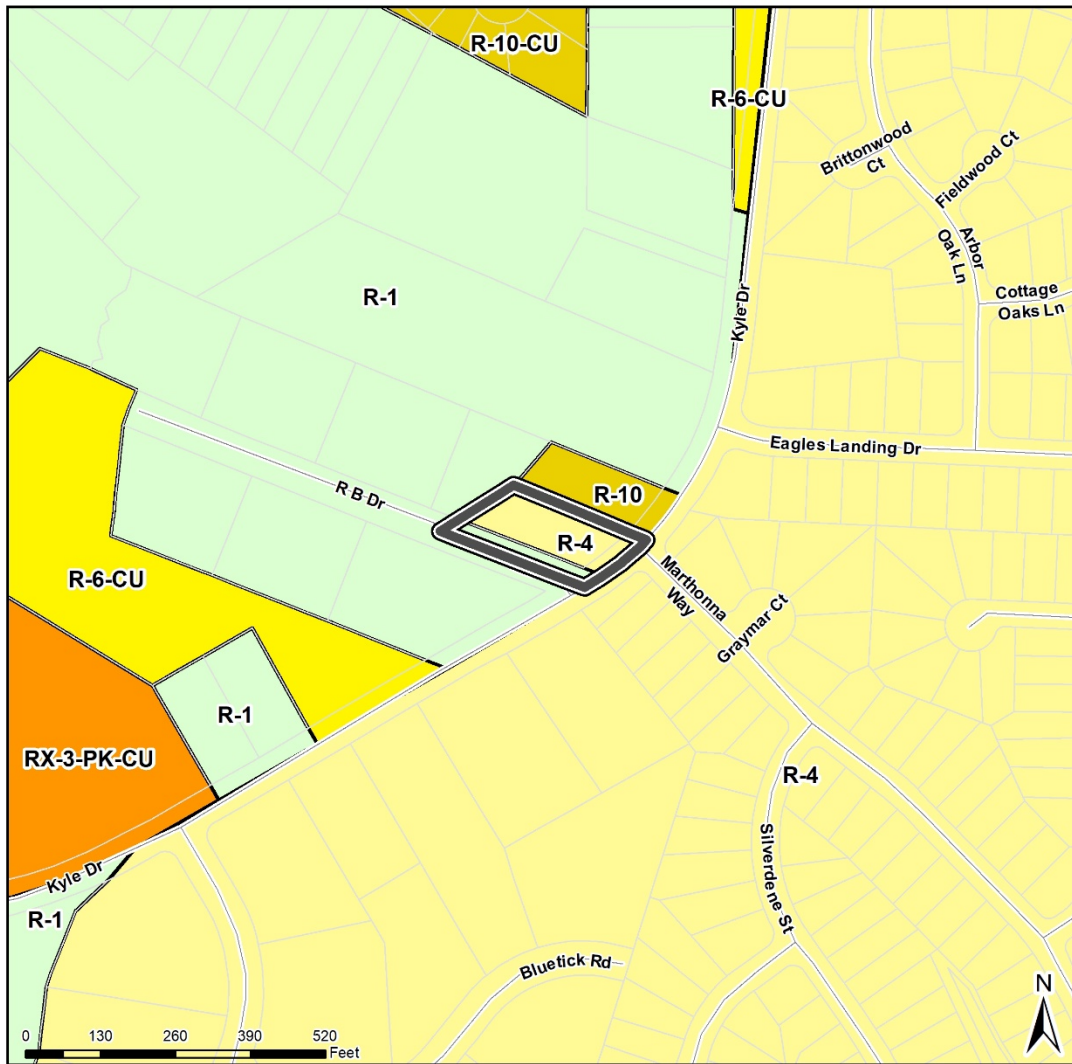 R-10-CU
R-6-CU
Brittonwood
Ct
Fieldwood Ct
Arbor
Oak Ln
Cottage
Oaks Ln
R-1
Kyle Dr
Eagles Landing Dr
R B Dr
R-10
R-4
Marthonna
Way
Graymar Ct
R-6-CU
R-1
RX-3-PK-CU
R-4
Silverdene St
Kyle Dr
R-1
Bluetick Rd
N
0 130 260 390 520
Feet